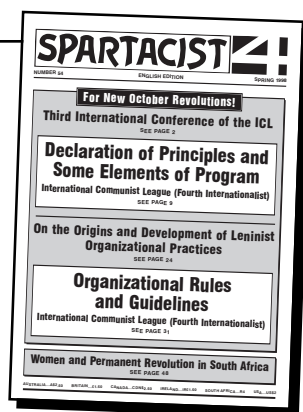 SPARTACIST 4
NUMBER 54 ENGLISH EDITION SPRING 1998
For New October Revolutions!
Third International Conference of the ICL
SEE PAGE 2
Declaration of Principles and
Some Elements of Program
International Communist League (Fourth Internationalist)
SEE PAGE 9
On the Origins and Development of Leninist
Organizational Practices
SEE PAGE 24
Organizational Rules
and Guidelines
International Communist League (Fourth Internationalist)
SEE PAGE 31
Women and Permanent Revolution in South Africa
SEE PAGE 48